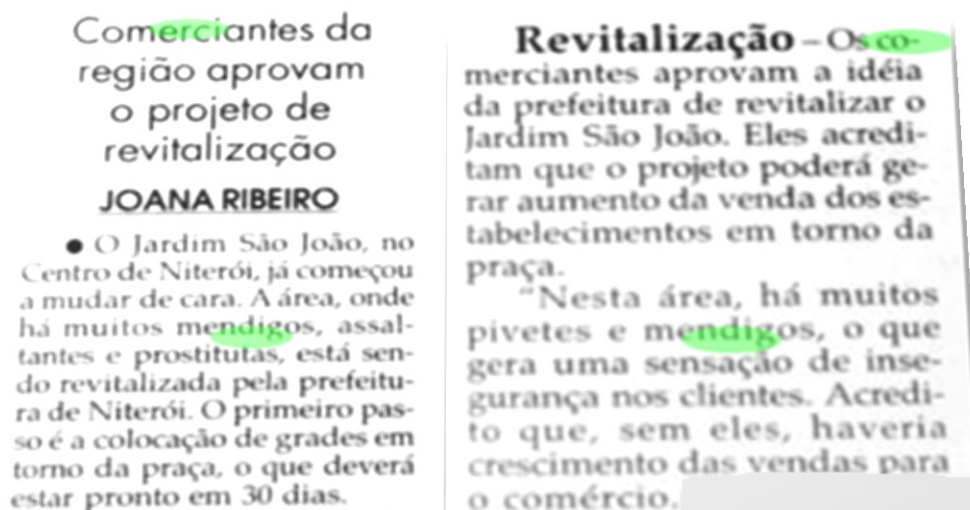 Comerciantes da
região aprovam
o projeto de
revitalização
JOANA RIBEIRO
● O Jardim São João, no
Centro de Niterói, já começou
a mudar de cara. A área, onde
há muitos mendigos, assal-
tantes e prostitutas, está sen-
do revitalizada pela prefeitu-
ra de Niterói. O primeiro pas-
so é a colocação de grades em
torno da praça, o que deverá
estar pronto em 30 dias.
Revitalização – Os co-
merciantes aprovam a idéia
da prefeitura de revitalizar o
Jardim São João. Eles acredi-
tam que o projeto poderá ge-
rar aumento da venda dos es-
tabelecimentos em torno da
praça.
"Nesta área, há muitos
pivetes e mendigos, o que
gera uma sensação de inse-
gurança nos clientes. Acredi-
to que, sem eles, haveria
crescimento das vendas para
o comércio.